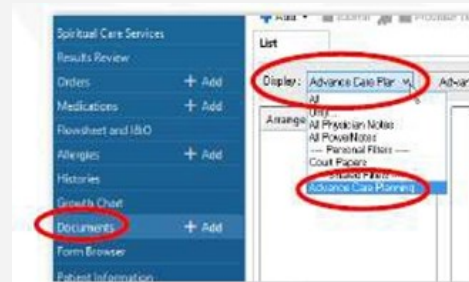 Add
Spiritual Care Services
Results Review
Orders + Add
Medications + Add
Flowsheet and I&O
Allergies + Add
Histories
Growth Chart
Documents + Add
Form Browser
Patient Information
List
Display: Advance Care Plan
Arrange
All
All Physician Notes
All PowerNotes
---- Personal Filters ----
Court Papers
Filters ----
Advance Care Planning